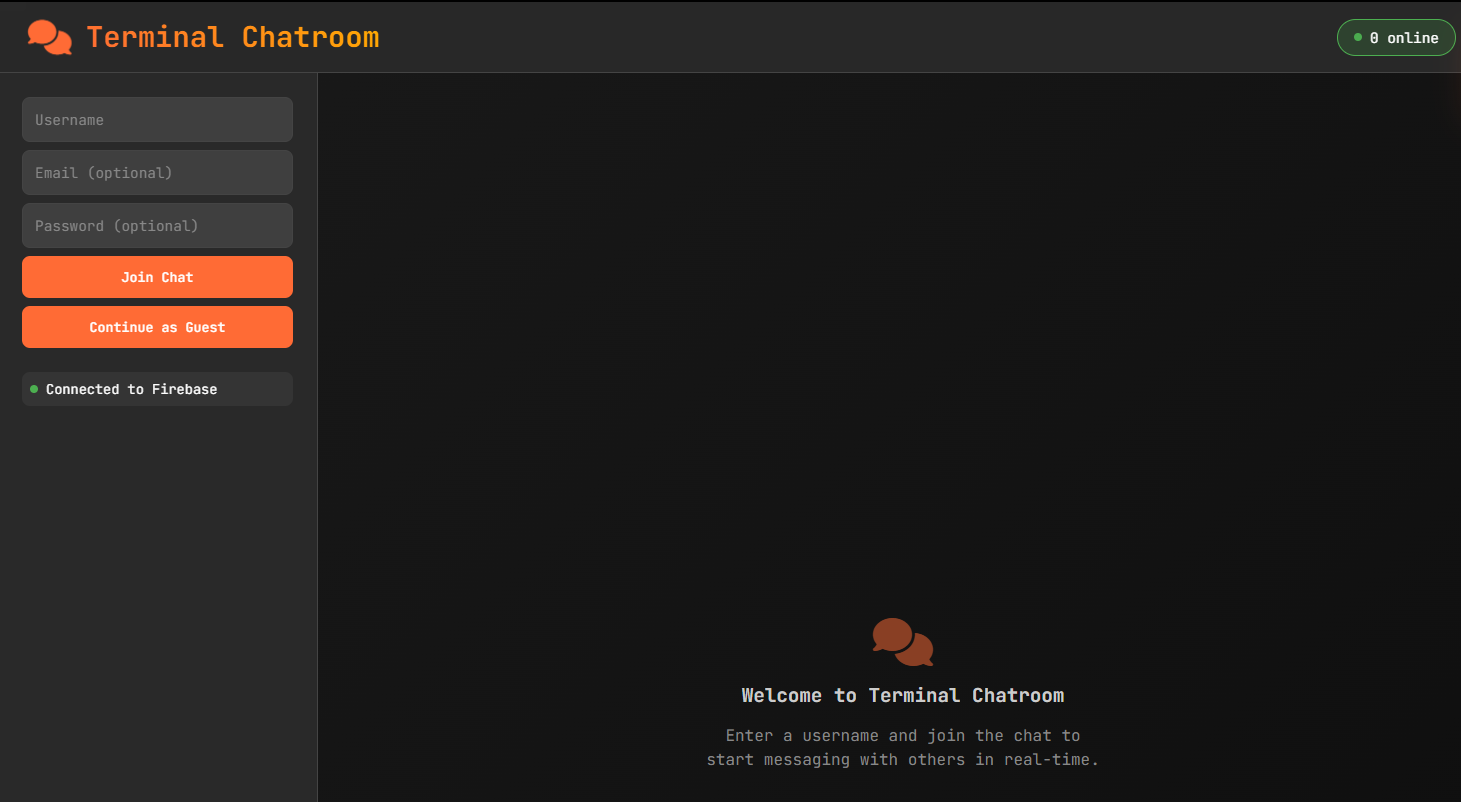 Terminal Chatroom
0 online
Username
Email (optional)
Password (optional)
Join Chat
Continue as Guest
Connected to Firebase
Welcome to Terminal Chatroom
Enter a username and join the chat to
start messaging with others in real-time.